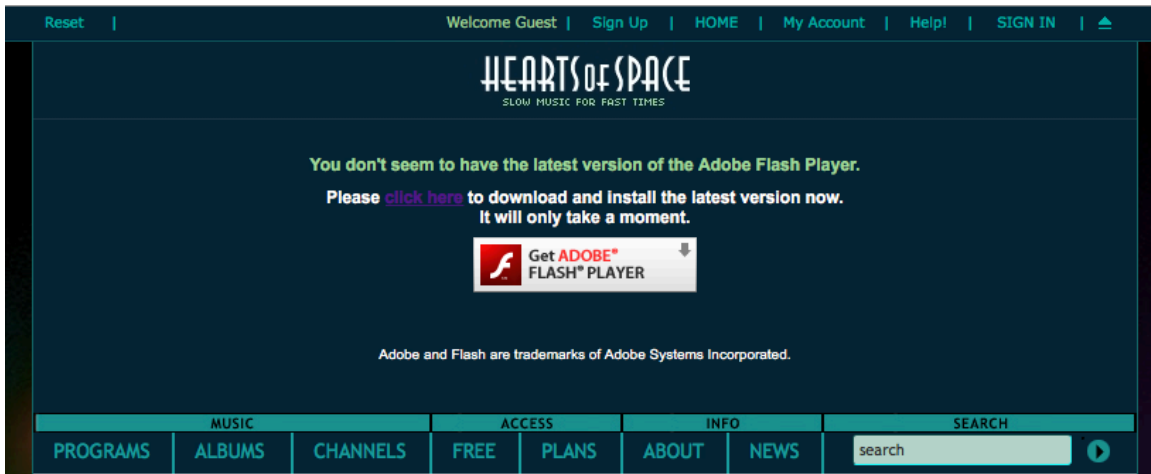 Reset |
Welcome Guest | Sign Up | HOME | My Account | Help! | SIGN IN |
HEARTS OF SPACE
SLOW MUSIC FOR FAST TIMES
You don't seem to have the latest version of the Adobe Flash Player.
Please click here to download and install the latest version now.
It will only take a moment.
Get ADOBE®
FLASH® PLAYER
Adobe and Flash are trademarks of Adobe Systems Incorporated.
MUSIC ACCESS INFO SEARCH
PROGRAMS ALBUMS CHANNELS FREE PLANS ABOUT NEWS search